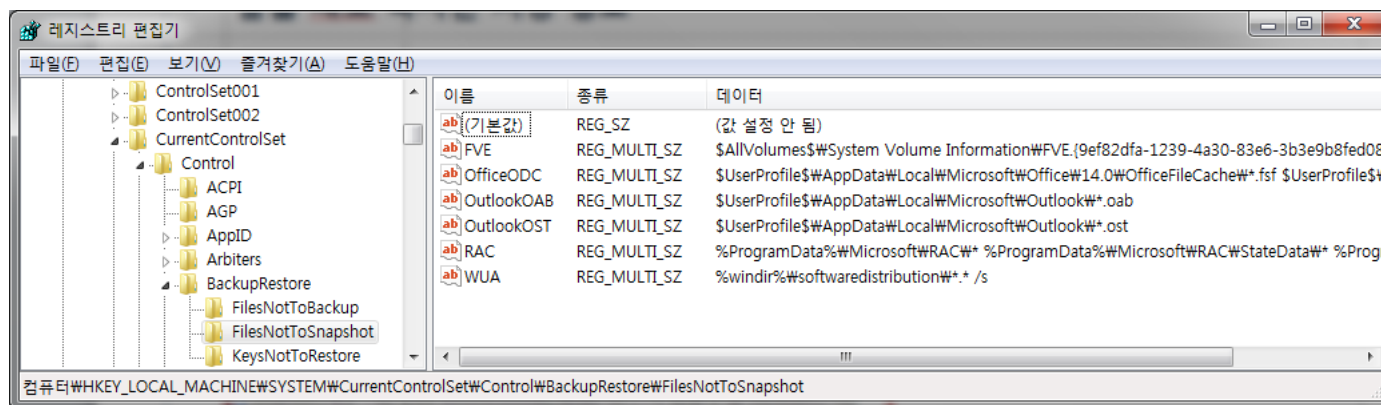 레지스트리 편집기
파일(F) 편집(E) 보기(V) 즐겨찾기(A) 도움말(H)
ControlSet001
ControlSet002
CurrentControlSet
Control
ACPI
AGP
AppID
Arbiters
BackupRestore
FilesNotToBackup
FilesNotToSnapshot
KeysNotToRestore
이름 종류 데이터
(기본값) REG_SZ (값 설정 안 됨)
FVE REG_MULTI_SZ $AllVolumes$₩System Volume Information₩FVE.{9ef82dfa-1239-4a30-83e6-3b3e9b8fed08
OfficeODC REG_MULTI_SZ $UserProfile$₩AppData₩Local₩Microsoft₩Office₩14.0₩OfficeFileCache₩*.fsf $UserProfile$₩
OutlookOAB REG_MULTI_SZ $UserProfile$₩AppData₩Local₩Microsoft₩Outlook₩*.oab
OutlookOST REG_MULTI_SZ $UserProfile$₩AppData₩Local₩Microsoft₩Outlook₩*.ost
RAC REG_MULTI_SZ %ProgramData%₩Microsoft₩RAC₩* %ProgramData%₩Microsoft₩RAC₩StateData₩* %Prog
WUA REG_MULTI_SZ %windir%₩softwaredistribution₩*.* /s
컴퓨터₩HKEY_LOCAL_MACHINE₩SYSTEM₩CurrentControlSet₩Control₩BackupRestore₩FilesNotToSnapshot